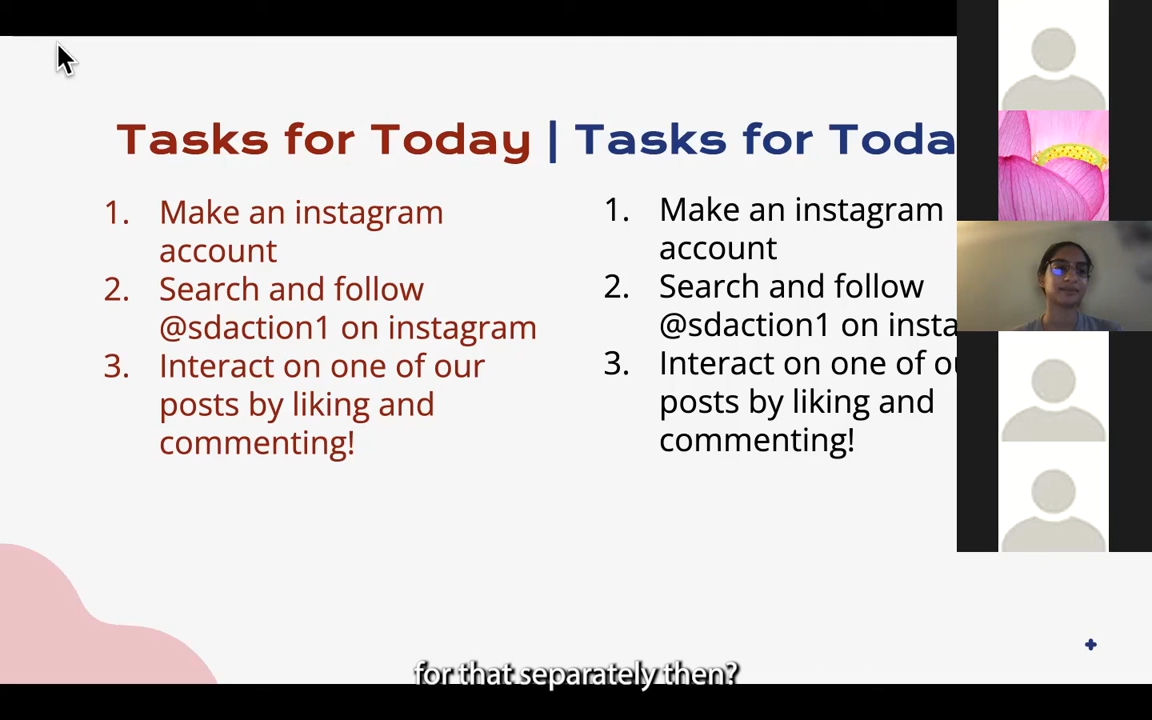 Tasks for Today | Tasks for Toda
1. Make an instagram
account
2. Search and follow
@sdaction1 on instagram
3. Interact on one of our
posts by liking and
commenting!
1. Make an instagram
account
2. Search and follow
@sdaction1 on insta
3. Interact on one of ou
posts by liking and
commenting!
for that separately then?